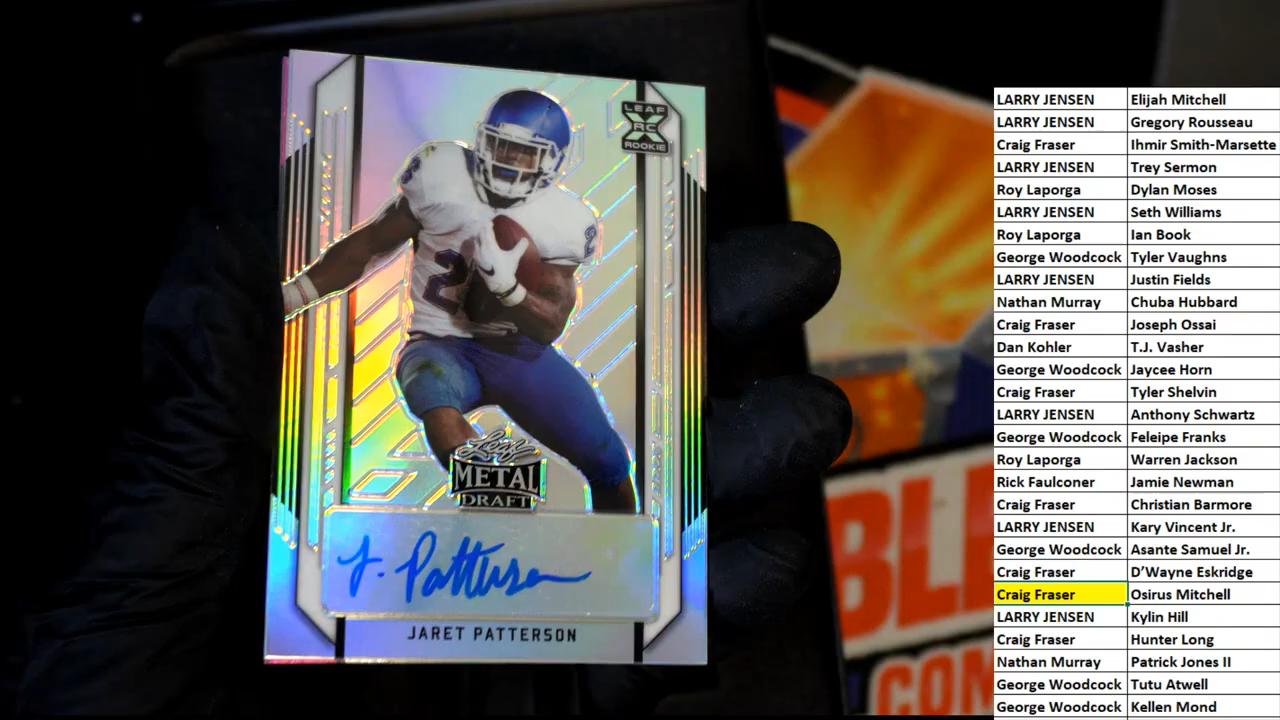 LEAF
X
RC
ROOKIE
2
2
Leaf
METAL
DRAFT
J. Patterson
JARET PATTERSON
BLE
COM
LARRY JENSEN Elijah Mitchell
LARRY JENSEN Gregory Rousseau
Craig Fraser Ihmir Smith-Marsette
LARRY JENSEN Trey Sermon
Roy Laporga Dylan Moses
LARRY JENSEN Seth Williams
Roy Laporga Ian Book
George Woodcock Tyler Vaughns
LARRY JENSEN Justin Fields
Nathan Murray Chuba Hubbard
Craig Fraser Joseph Ossai
Dan Kohler T.J. Vasher
George Woodcock Jaycee Horn
Craig Fraser Tyler Shelvin
LARRY JENSEN Anthony Schwartz
George Woodcock Feleipe Franks
Roy Laporga Warren Jackson
Rick Faulconer Jamie Newman
Craig Fraser Christian Barmore
LARRY JENSEN Kary Vincent Jr.
George Woodcock Asante Samuel Jr.
Craig Fraser D’Wayne Eskridge
Craig Fraser Osirus Mitchell
LARRY JENSEN Kylin Hill
Craig Fraser Hunter Long
Nathan Murray Patrick Jones II
George Woodcock Tutu Atwell
George Woodcock Kellen Mond